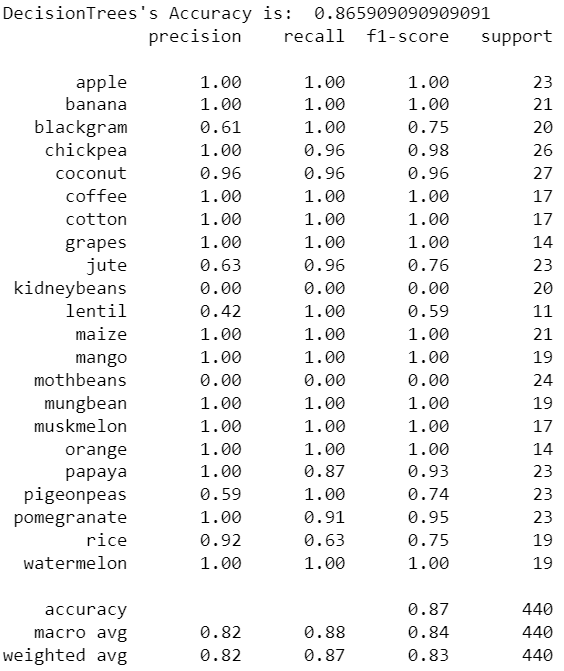 DecisionTrees's Accuracy is:  0.865909090909091
              precision    recall  f1-score   support

       apple       1.00      1.00      1.00        23
      banana       1.00      1.00      1.00        21
   blackgram       0.61      1.00      0.75        20
    chickpea       1.00      0.96      0.98        26
     coconut       0.96      0.96      0.96        27
      coffee       1.00      1.00      1.00        17
      cotton       1.00      1.00      1.00        17
      grapes       1.00      1.00      1.00        14
        jute       0.63      0.96      0.76        23
 kidneybeans       0.00      0.00      0.00        20
      lentil       0.42      1.00      0.59        11
       maize       1.00      1.00      1.00        21
       mango       1.00      1.00      1.00        19
   mothbeans       0.00      0.00      0.00        24
    mungbean       1.00      1.00      1.00        19
   muskmelon       1.00      1.00      1.00        17
      orange       1.00      1.00      1.00        14
      papaya       1.00      0.87      0.93        23
  pigeonpeas       0.59      1.00      0.74        23
 pomegranate       1.00      0.91      0.95        23
        rice       0.92      0.63      0.75        19
  watermelon       1.00      1.00      1.00        19

    accuracy                           0.87       440
   macro avg       0.82      0.88      0.84       440
weighted avg       0.82      0.87      0.83       440